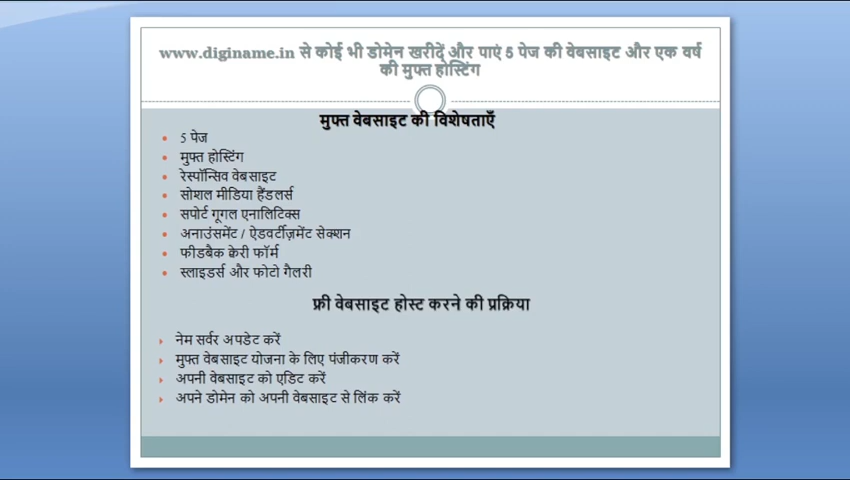 www.diginame.in से कोई भी डोमेन खरीदें और पाएं 5 पेज की वेबसाइट और एक वर्ष
की मुफ्त होस्टिंग
मुफ्त वेबसाइट की विशेषताएँ
5 पेज
मुफ्त होस्टिंग
रेस्पॉन्सिव वेबसाइट
सोशल मीडिया हैंडलर्स
सपोर्ट गूगल एनालिटिक्स
अनाउंसमेंट / ऐडवर्टीज़मेंट सेक्शन
फीडबैक क्वेरी फॉर्म
स्लाइडर्स और फोटो गैलरी
फ्री वेबसाइट होस्ट करने की प्रक्रिया
नेम सर्वर अपडेट करें
मुफ्त वेबसाइट योजना के लिए पंजीकरण करें
अपनी वेबसाइट को एडिट करें
अपने डोमेन को अपनी वेबसाइट से लिंक करें